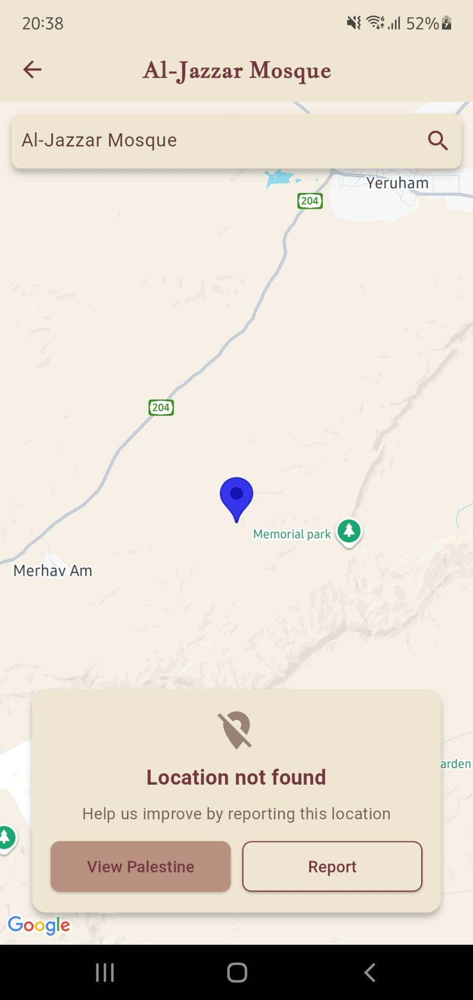 20:38
52%
Al-Jazzar Mosque
Al-Jazzar Mosque
Yeruham
204
204
Memorial park
Merhav Am
arden
Location not found
Help us improve by reporting this location
View Palestine
Report
Google